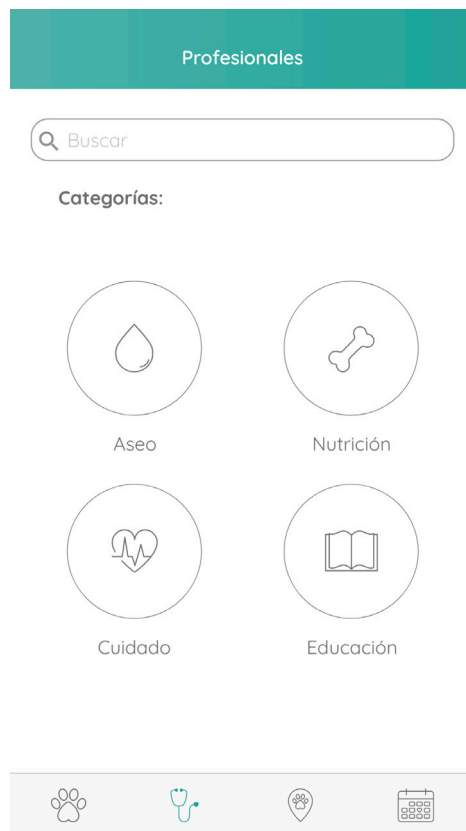 Profesionales
Buscar
Categorías:
Aseo
Nutrición
Cuidado
Educación